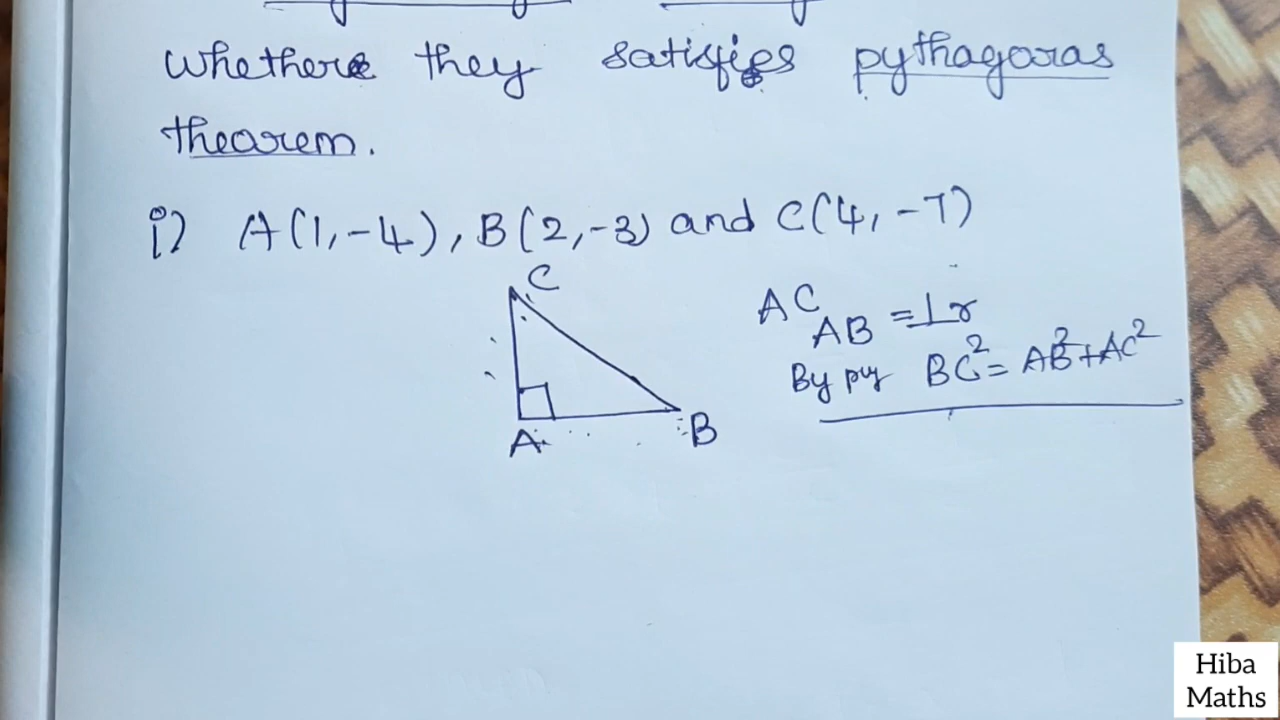 whethere they satisfies pythagoras
thearem.
i) A(1,-4), B(2,-3) and C(4,-7)
C
A
B
AC
AB = ⊥r
By py BC² = AB² + AC²
Hiba
Maths